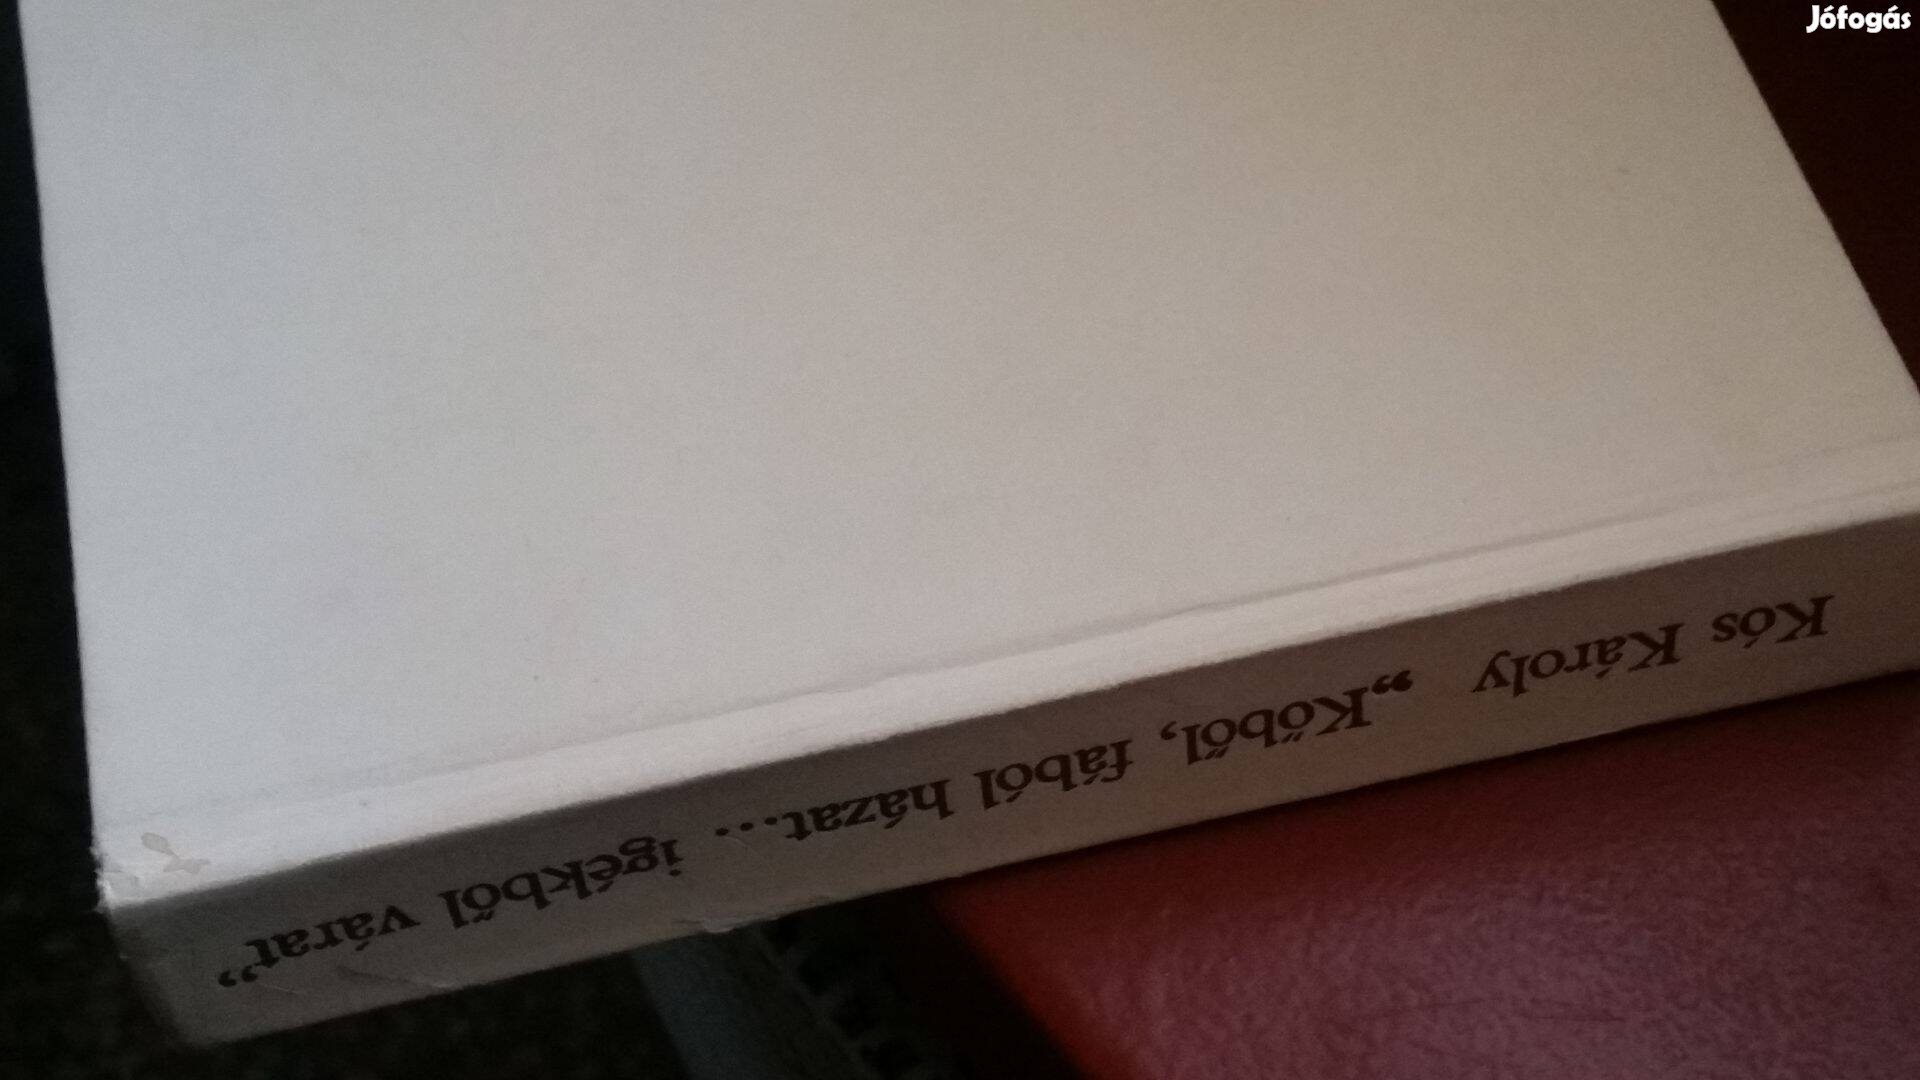 Jófogás
Kós Károly „Kőből, fából házat... igékből várat”